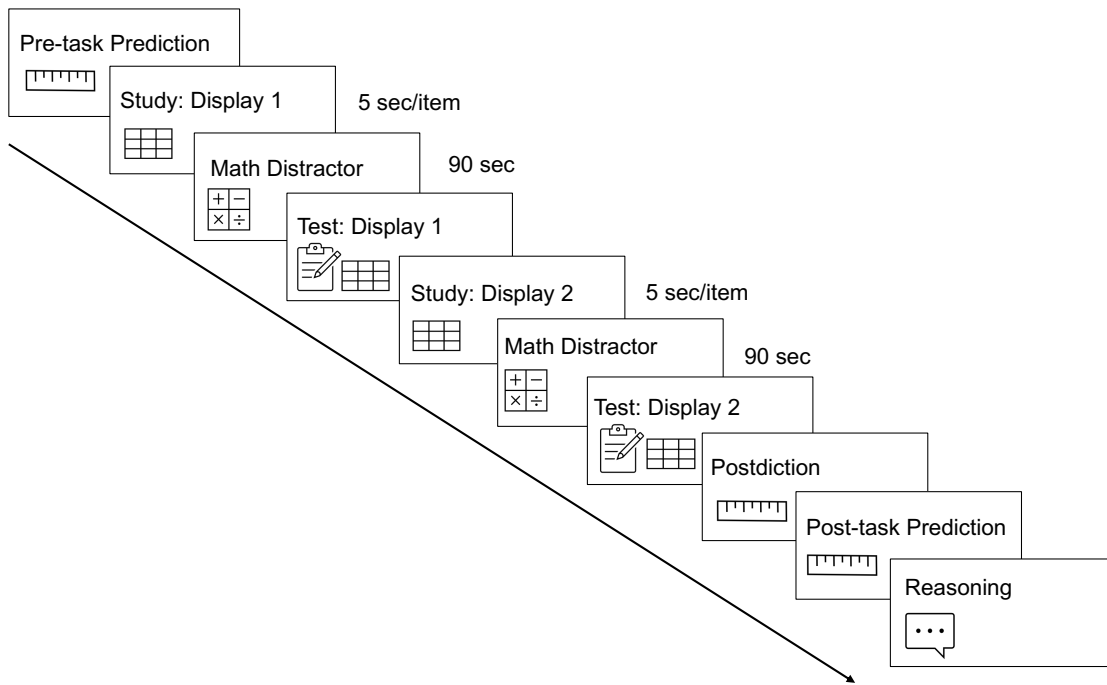 Pre-task Prediction
Study: Display 1
5 sec/item
Math Distractor
90 sec
+ −
× ÷
Test: Display 1
Study: Display 2
5 sec/item
Math Distractor
90 sec
+ −
× ÷
Test: Display 2
Postdiction
Post-task Prediction
Reasoning